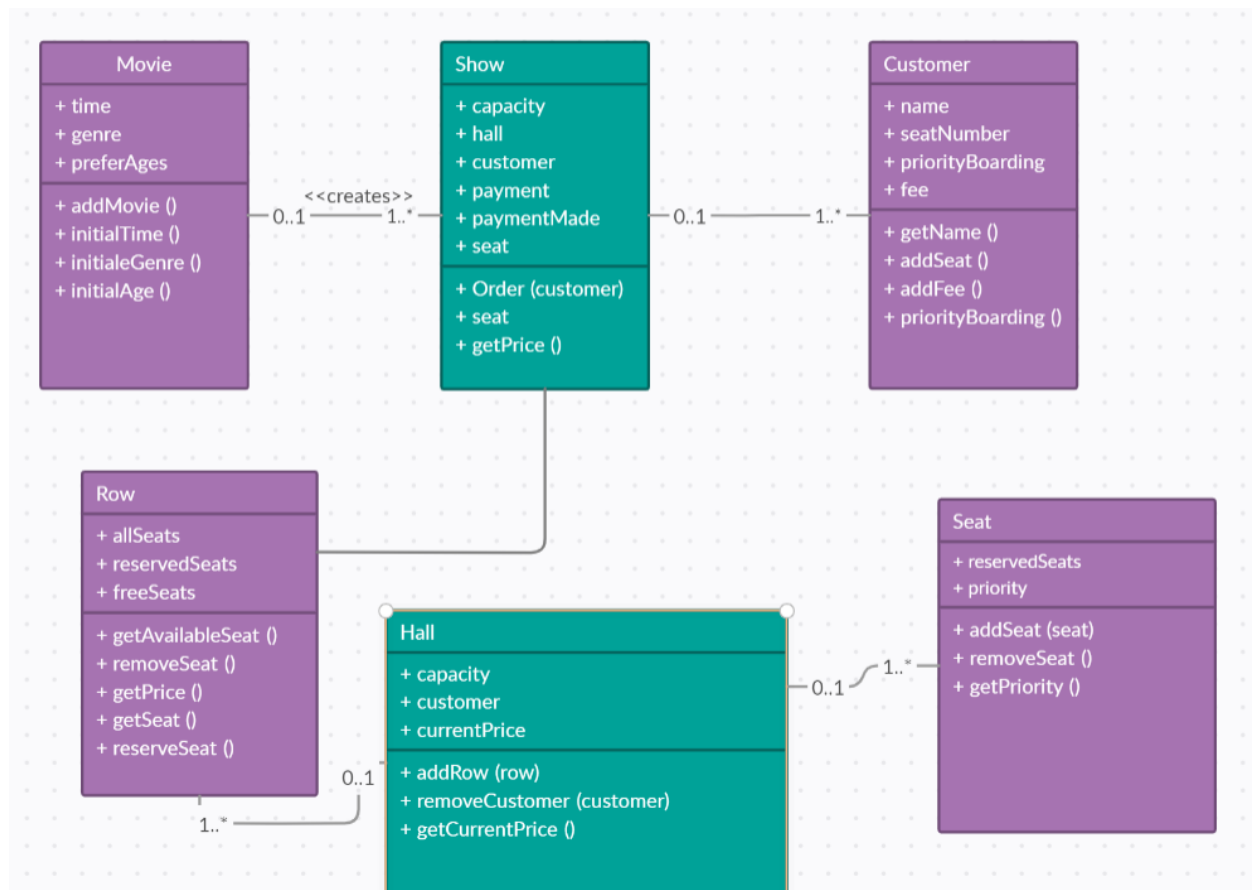 Movie
+ time
+ genre
+ preferAges
+ addMovie ()
+ initialTime ()
+ initialeGenre ()
+ initialAge ()
<<creates>>
0..1
1..*
Show
+ capacity
+ hall
+ customer
+ payment
+ paymentMade
+ seat
+ Order (customer)
+ seat
+ getPrice ()
0..1
1..*
Customer
+ name
+ seatNumber
+ priorityBoarding
+ fee
+ getName ()
+ addSeat ()
+ addFee ()
+ priorityBoarding ()
Row
+ allSeats
+ reservedSeats
+ freeSeats
+ getAvailableSeat ()
+ removeSeat ()
+ getPrice ()
+ getSeat ()
+ reserveSeat ()
1..*
0..1
Hall
+ capacity
+ customer
+ currentPrice
+ addRow (row)
+ removeCustomer (customer)
+ getCurrentPrice ()
0..1
1..*
Seat
+ reservedSeats
+ priority
+ addSeat (seat)
+ removeSeat ()
+ getPriority ()